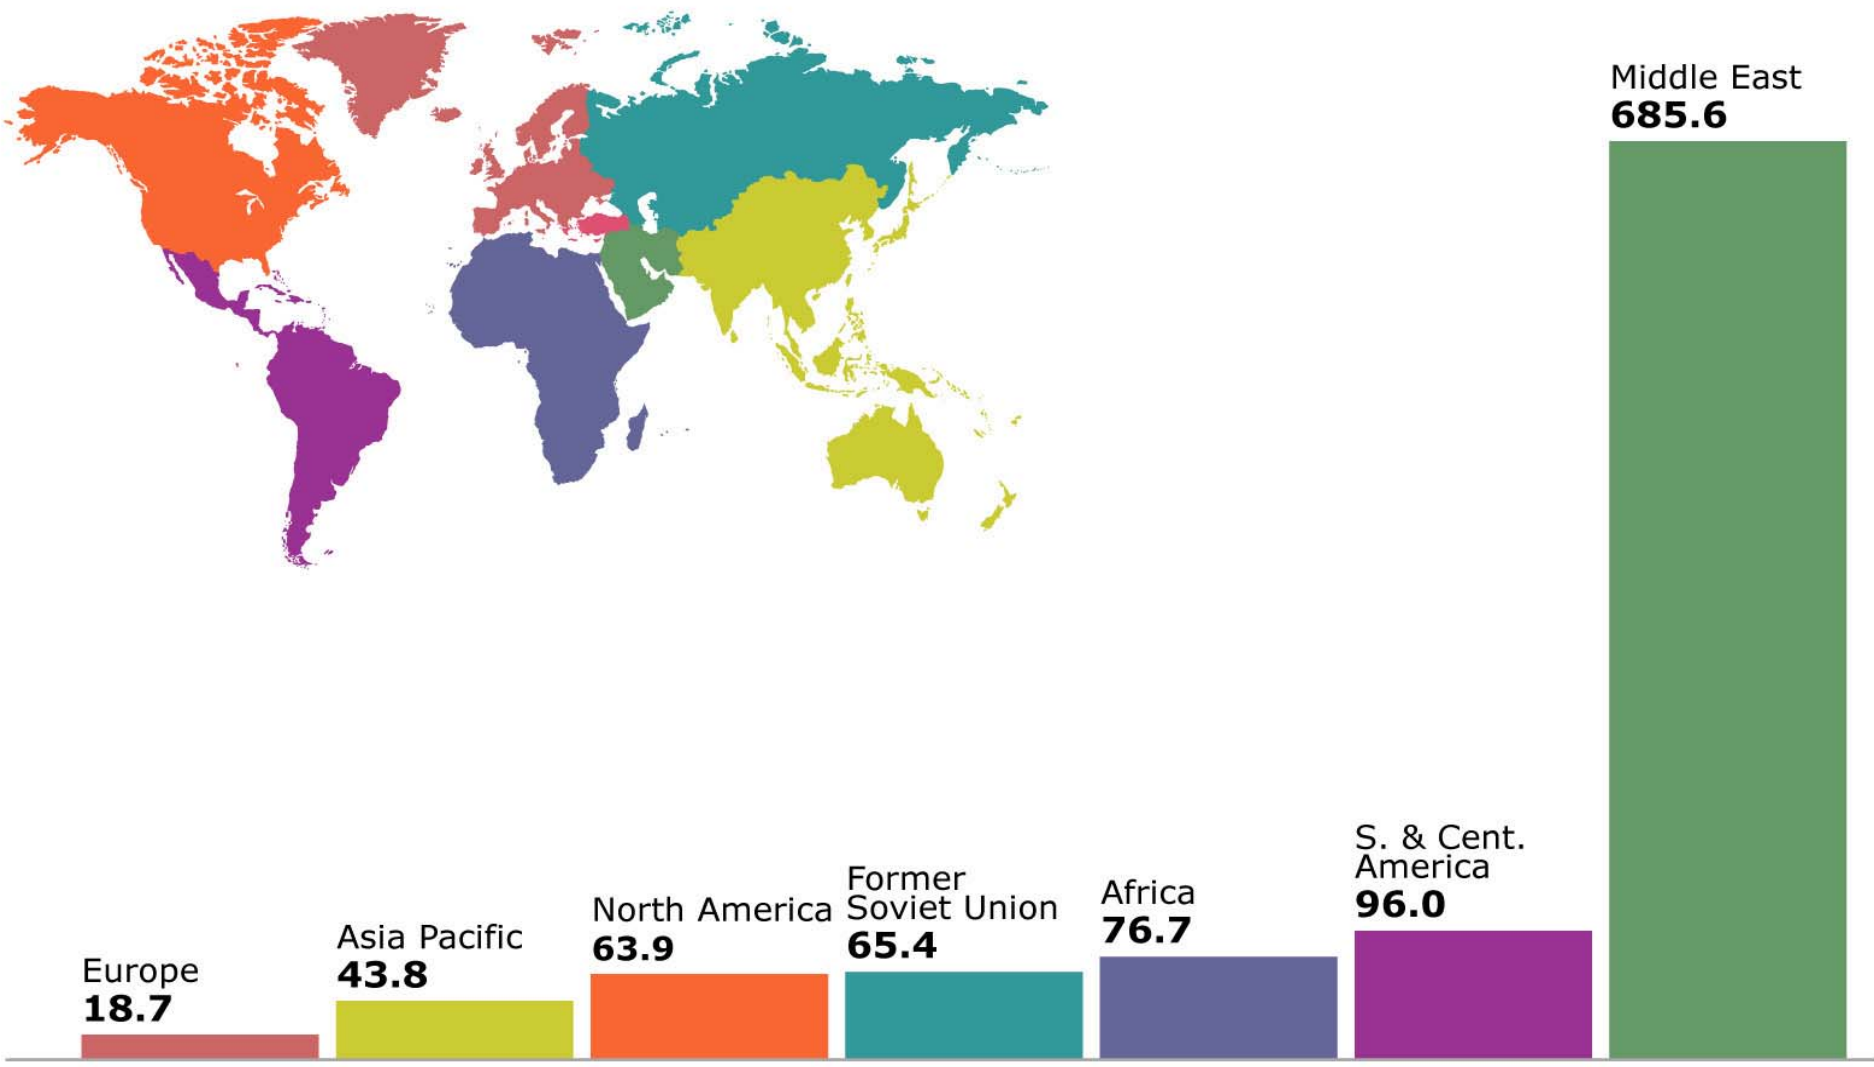 Europe
18.7
Asia Pacific
43.8
North America
63.9
Former
Soviet Union
65.4
Africa
76.7
S. & Cent.
America
96.0
Middle East
685.6